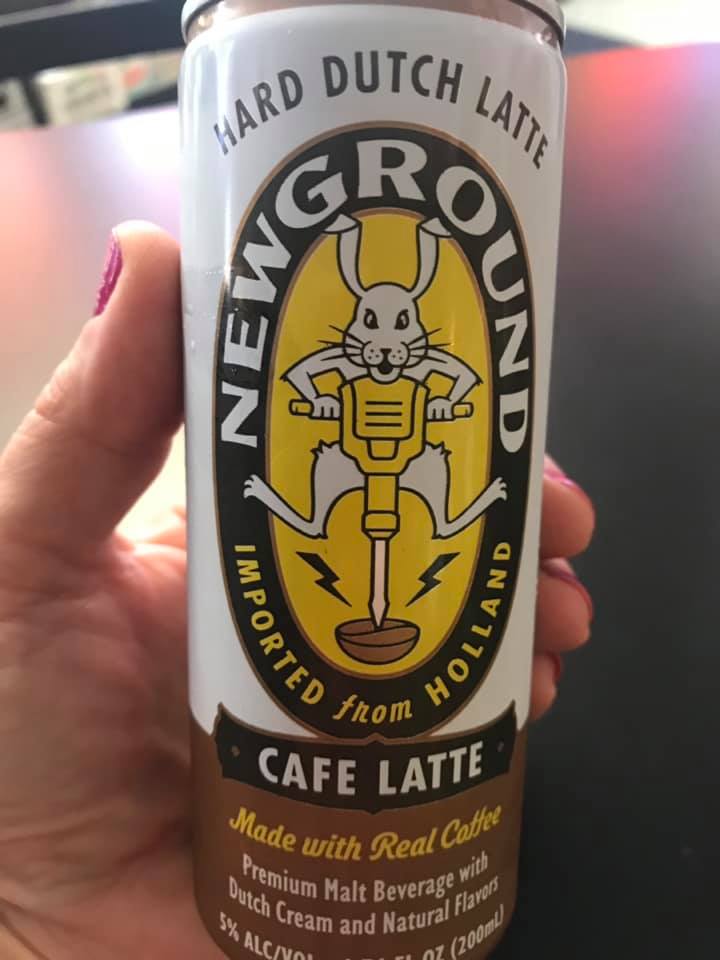 HARD DUTCH LATTE
NEWGROUND
IMPORTED from HOLLAND
CAFE LATTE
Made with Real Coffee
Premium Malt Beverage with
Dutch Cream and Natural Flavors
5% ALC/VOL FL OZ (200mL)